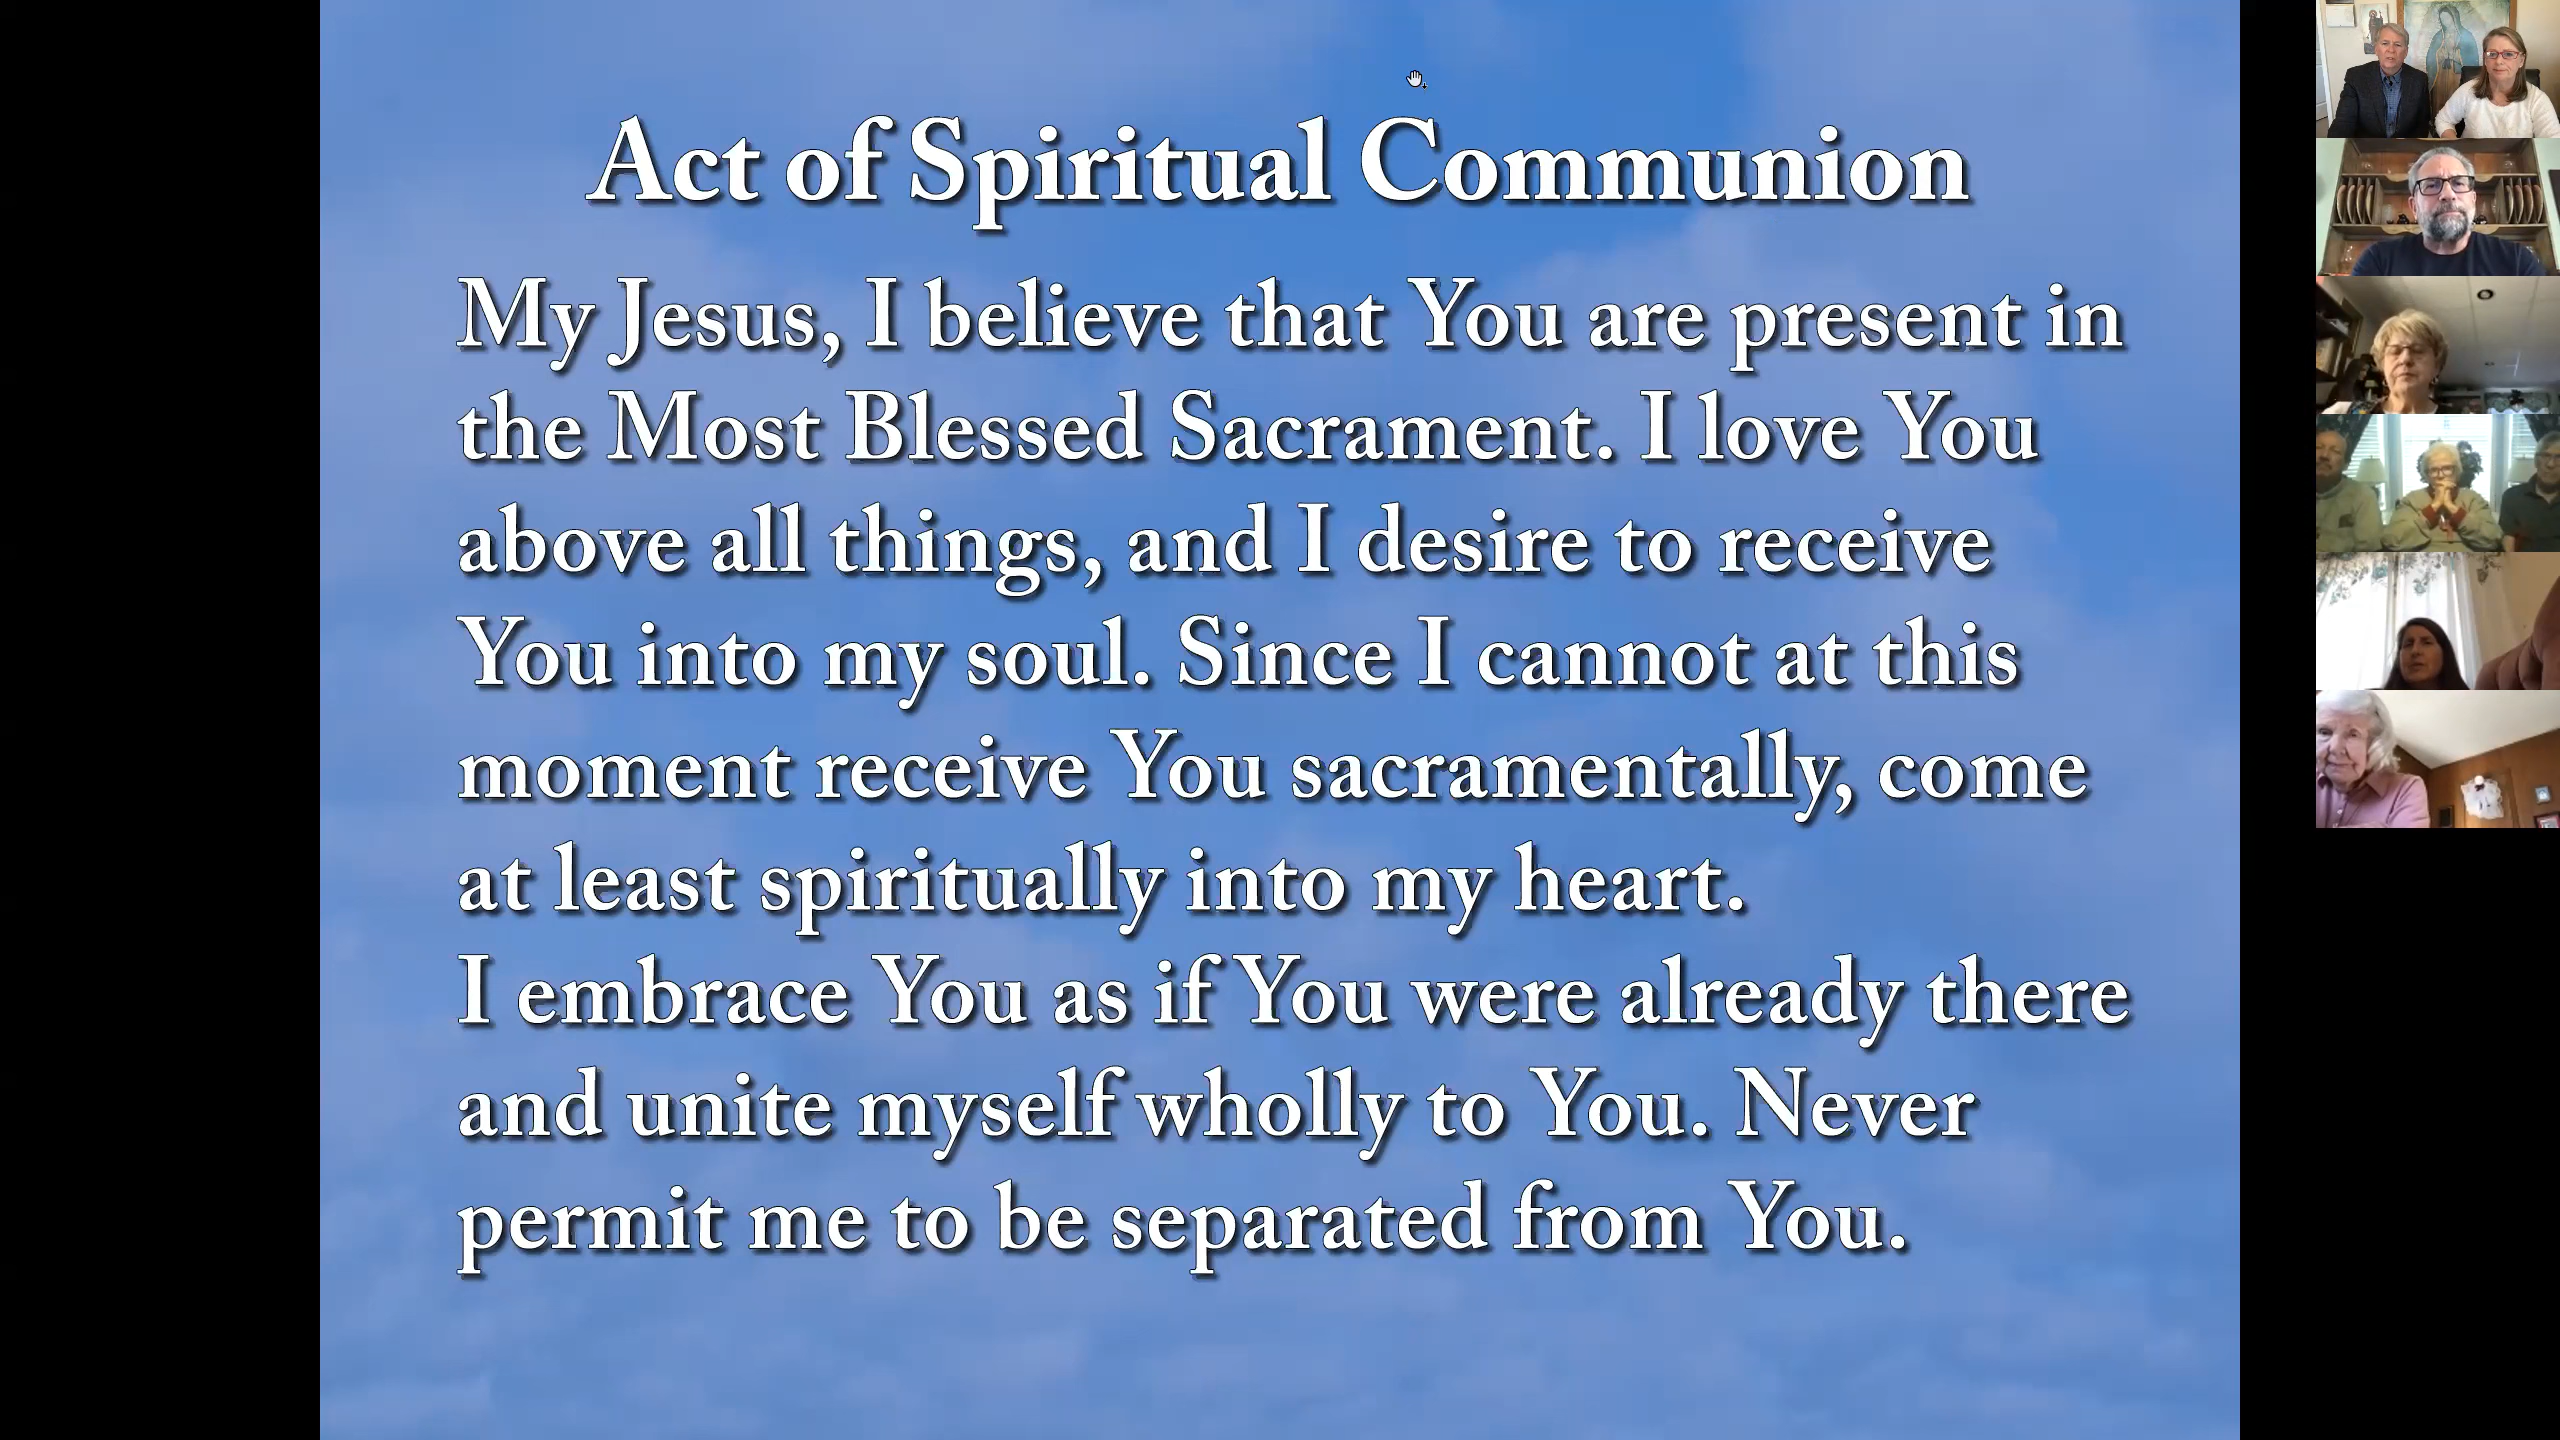 Act of Spiritual Communion
My Jesus, I believe that You are present in
the Most Blessed Sacrament. I love You
above all things, and I desire to receive
You into my soul. Since I cannot at this
moment receive You sacramentally, come
at least spiritually into my heart.
I embrace You as if You were already there
and unite myself wholly to You. Never
permit me to be separated from You.